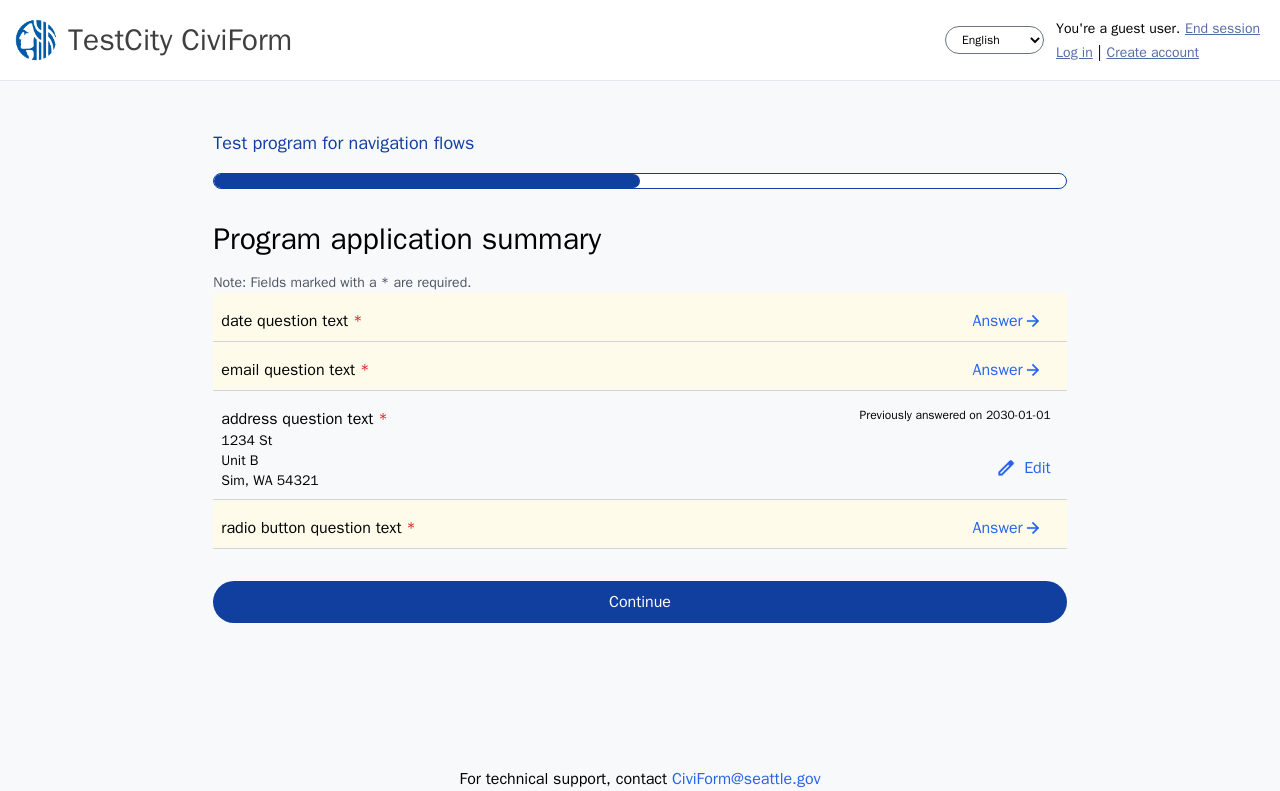 TestCity CiviForm
English
You're a guest user. End session
Log in | Create account
Test program for navigation flows
Program application summary
Note: Fields marked with a * are required.
date question text *
Answer
email question text *
Answer
address question text *
Previously answered on 2030-01-01
1234 St
Unit B
Sim, WA 54321
Edit
radio button question text *
Answer
Continue
For technical support, contact CiviForm@seattle.gov